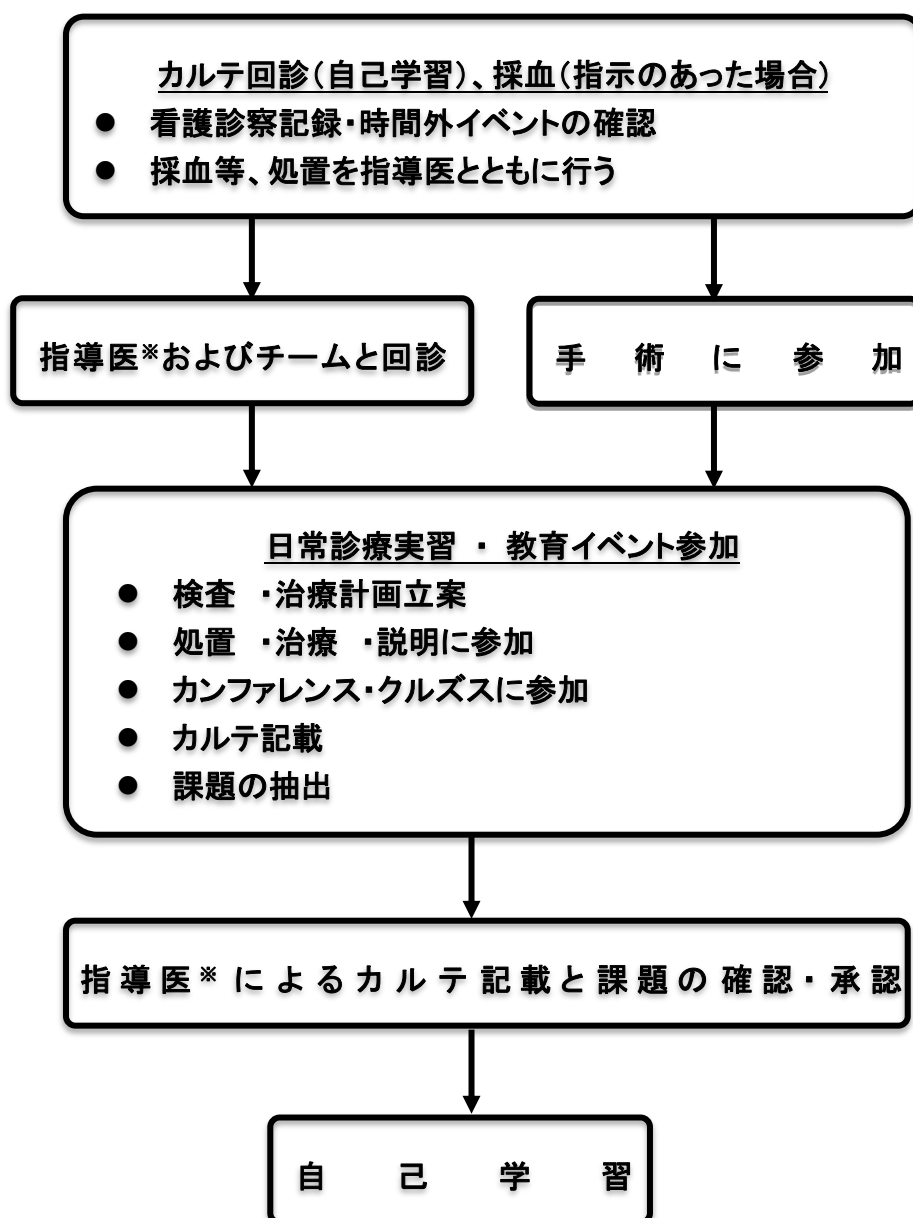 カルテ回診(自己学習)、採血(指示のあった場合)
● 看護診察記録・時間外イベントの確認
● 採血等、処置を指導医とともに行う
指導医※およびチームと回診
手術に参加
日常診療実習 ・ 教育イベント参加
● 検査 ・治療計画立案
● 処置 ・治療 ・説明に参加
● カンファレンス・クルズスに参加
● カルテ記載
● 課題の抽出
指導医※によるカルテ記載と課題の確認・承認
自己学習